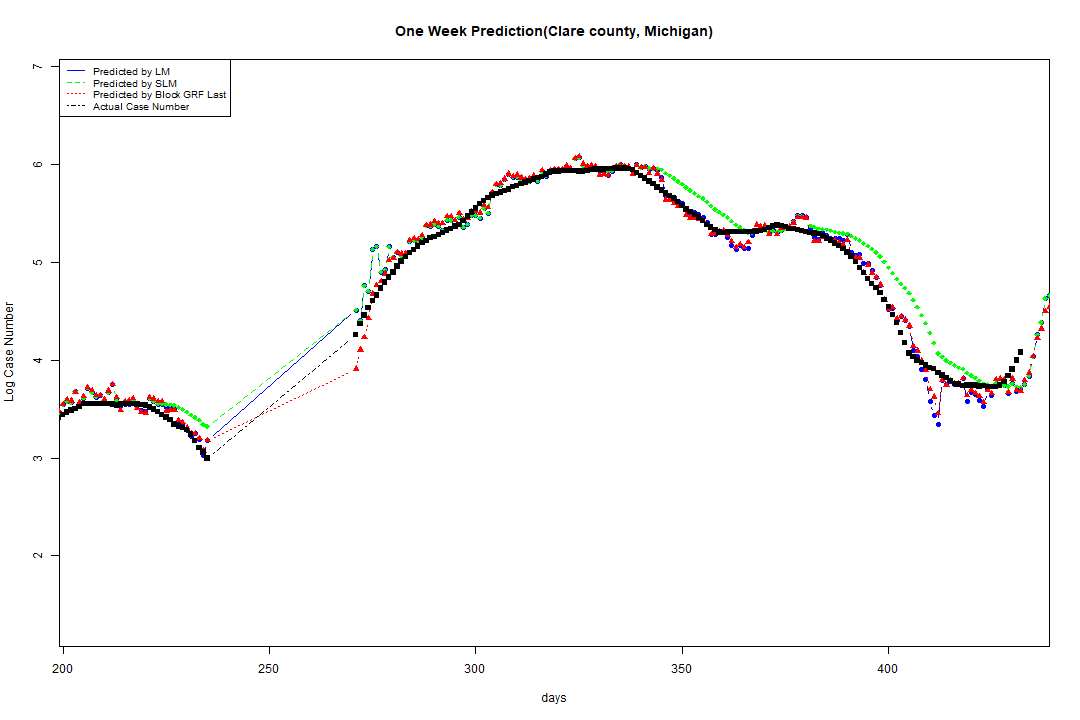 One Week Prediction(Clare county, Michigan)
Predicted by LM
Predicted by SLM
Predicted by Block GRF Last
Actual Case Number
7
6
5
4
3
2
Log Case Number
200 250 300 350 400
days